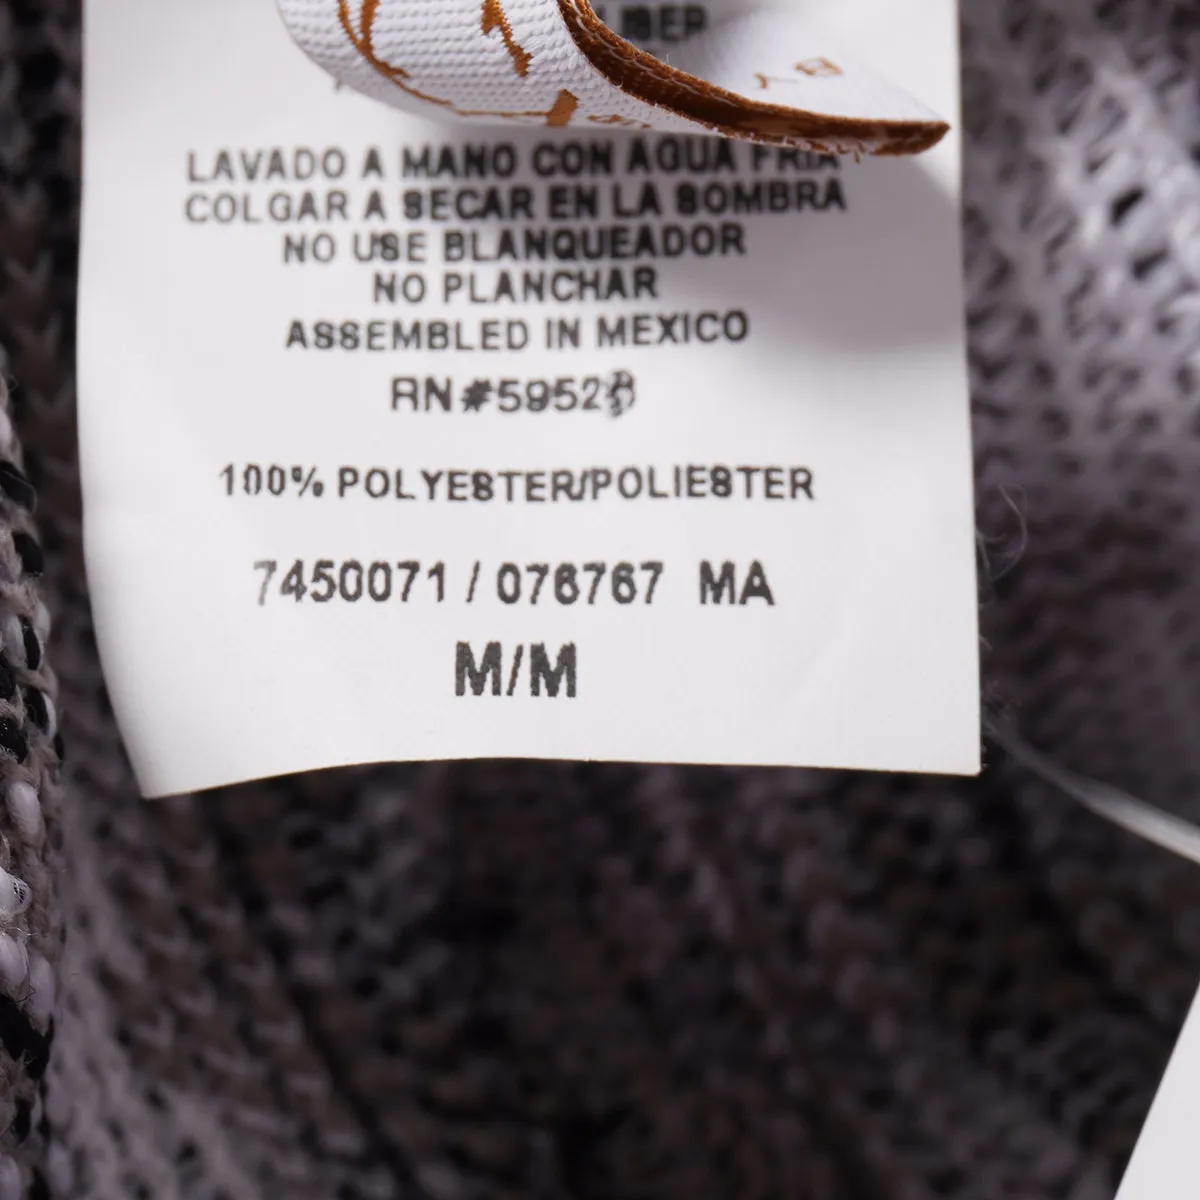 LAVADO A MANO CON AGUA FRIA
COLGAR A SECAR EN LA SOMBRA
NO USE BLANQUEADOR
NO PLANCHAR
ASSEMBLED IN MEXICO
100% POLYESTER/POLIESTER
7450071 / 076767 MA
M/M